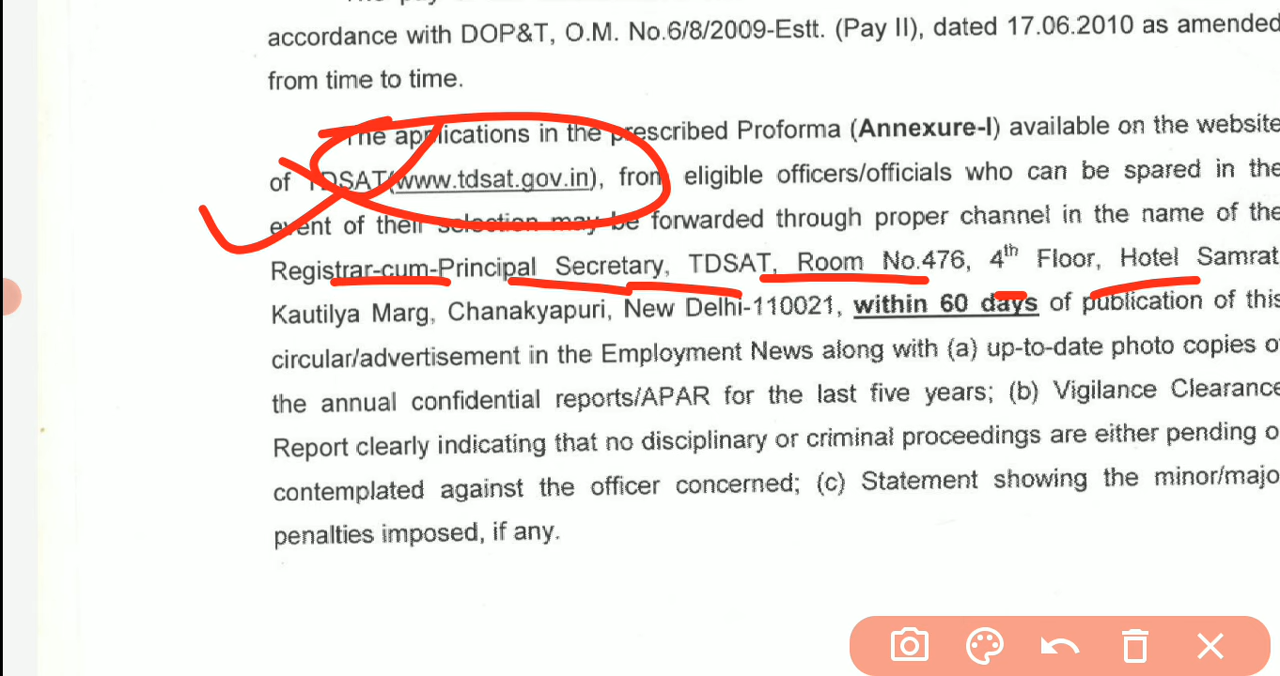 accordance with DOP&T, O.M. No.6/8/2009-Estt. (Pay II), dated 17.06.2010 as amended
from time to time.
The applications in the prescribed Proforma (Annexure-I) available on the website
of TDSAT(www.tdsat.gov.in), from eligible officers/officials who can be spared in the
event of their selection may be forwarded through proper channel in the name of the
Registrar-cum-Principal Secretary, TDSAT, Room No.476, 4th Floor, Hotel Samrat
Kautilya Marg, Chanakyapuri, New Delhi-110021, within 60 days of publication of this
circular/advertisement in the Employment News along with (a) up-to-date photo copies o
the annual confidential reports/APAR for the last five years; (b) Vigilance Clearance
Report clearly indicating that no disciplinary or criminal proceedings are either pending o
contemplated against the officer concerned; (c) Statement showing the minor/majo
penalties imposed, if any.